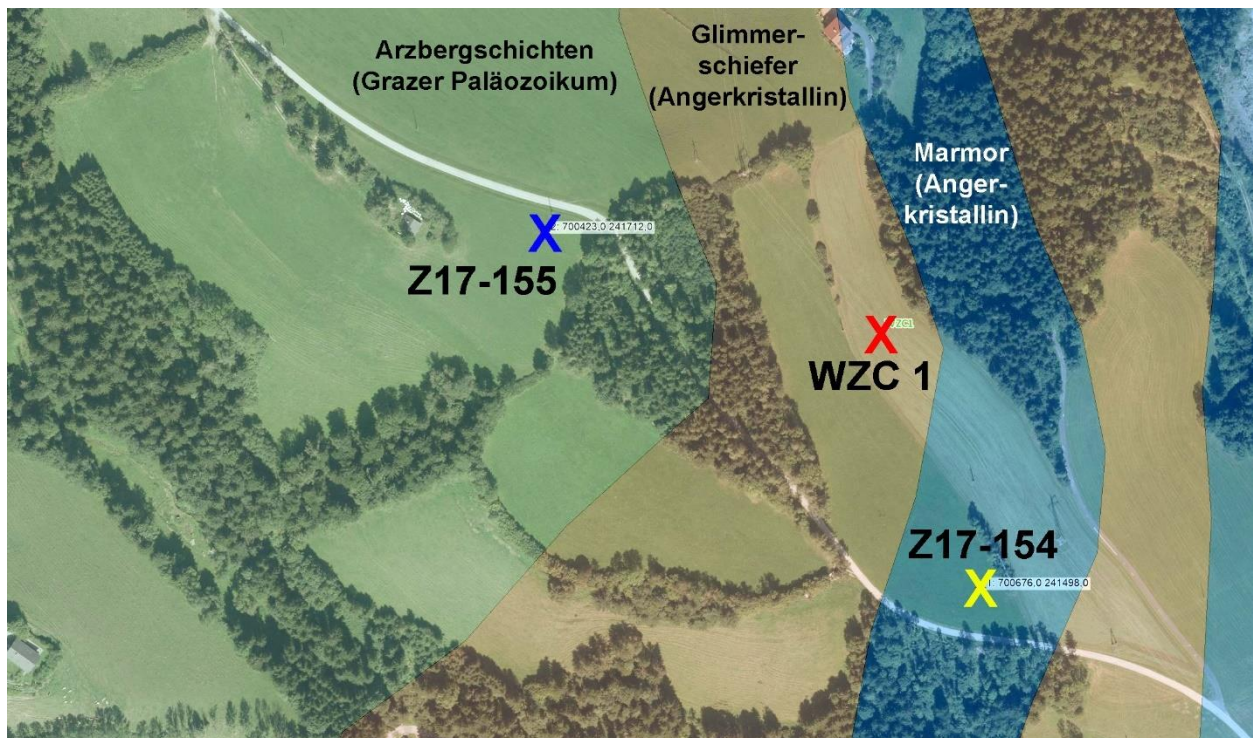 Arzbergschichten
(Grazer Paläozoikum)
Glimmer-
schiefer
(Angerkristallin)
Marmor
(Anger-
kristallin)
X
700423,0 241712,0
Z17-155
X
WZC 1
Z17-154
X
700676,0 241498,0